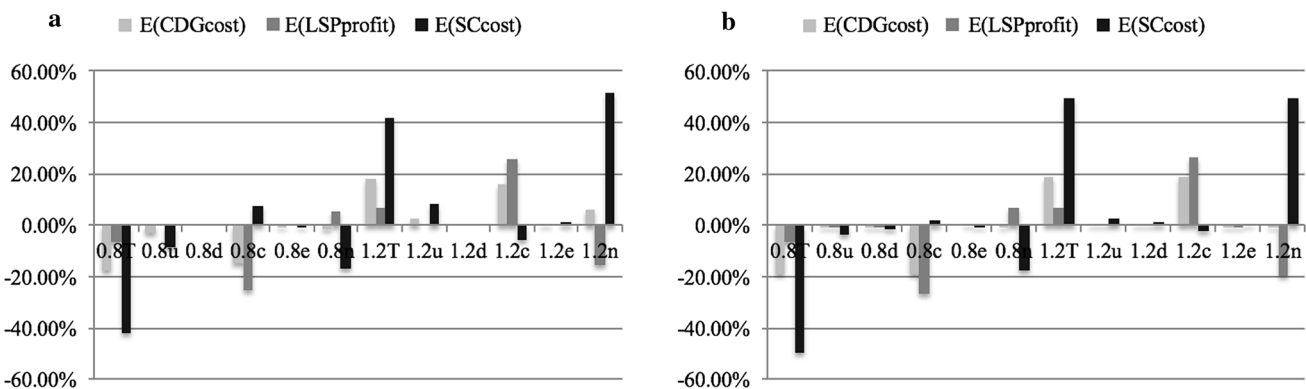 a
E(CDGcost) E(LSPprofit) E(SCcost)
60.00%
40.00%
20.00%
0.00%
-20.00%
-40.00%
-60.00%
0.8T 0.8u 0.8d 0.8c 0.8e 0.8n 1.2T 1.2u 1.2d 1.2c 1.2e 1.2n
b
E(CDGcost) E(LSPprofit) E(SCcost)
60.00%
40.00%
20.00%
0.00%
-20.00%
-40.00%
-60.00%
0.8T 0.8u 0.8d 0.8c 0.8e 0.8n 1.2T 1.2u 1.2d 1.2c 1.2e 1.2n